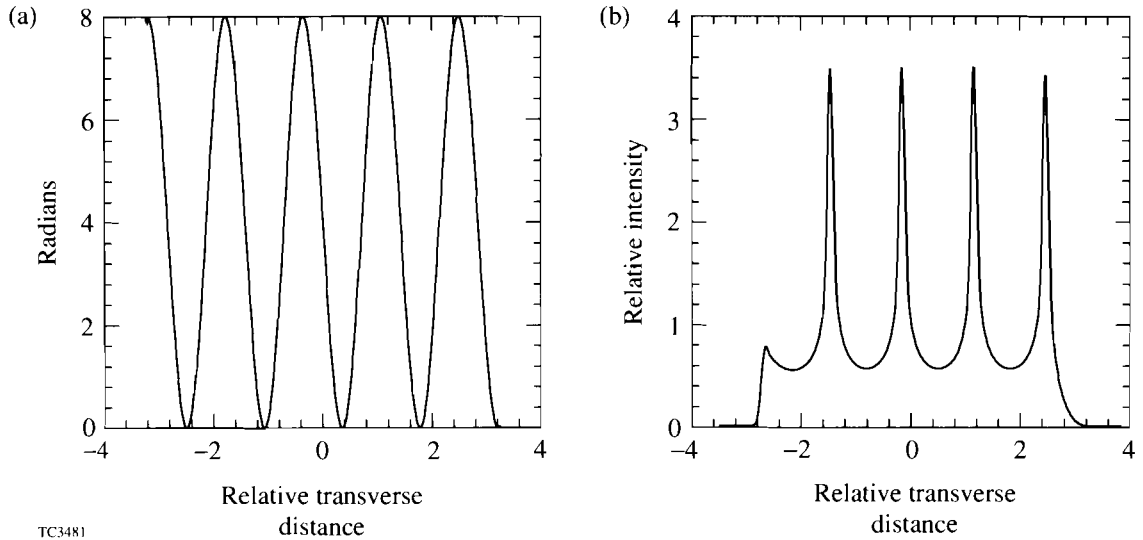 (a)
8
6
4
2
0
Radians
−4 −2 0 2 4
Relative transverse
distance
(b)
4
3
2
1
0
Relative intensity
−4 −2 0 2 4
Relative transverse
distance
TC3481